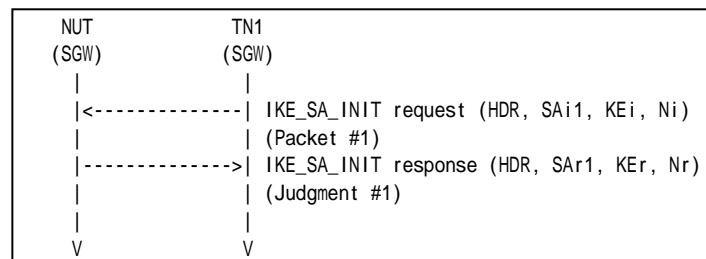 NUT TN1
(SGW) (SGW)
| |
|<--------------| IKE_SA_INIT request (HDR, SAi1, KEi, Ni)
| | (Packet #1)
|-------------->| IKE_SA_INIT response (HDR, SAr1, KEr, Nr)
| | (Judgment #1)
| |
V V